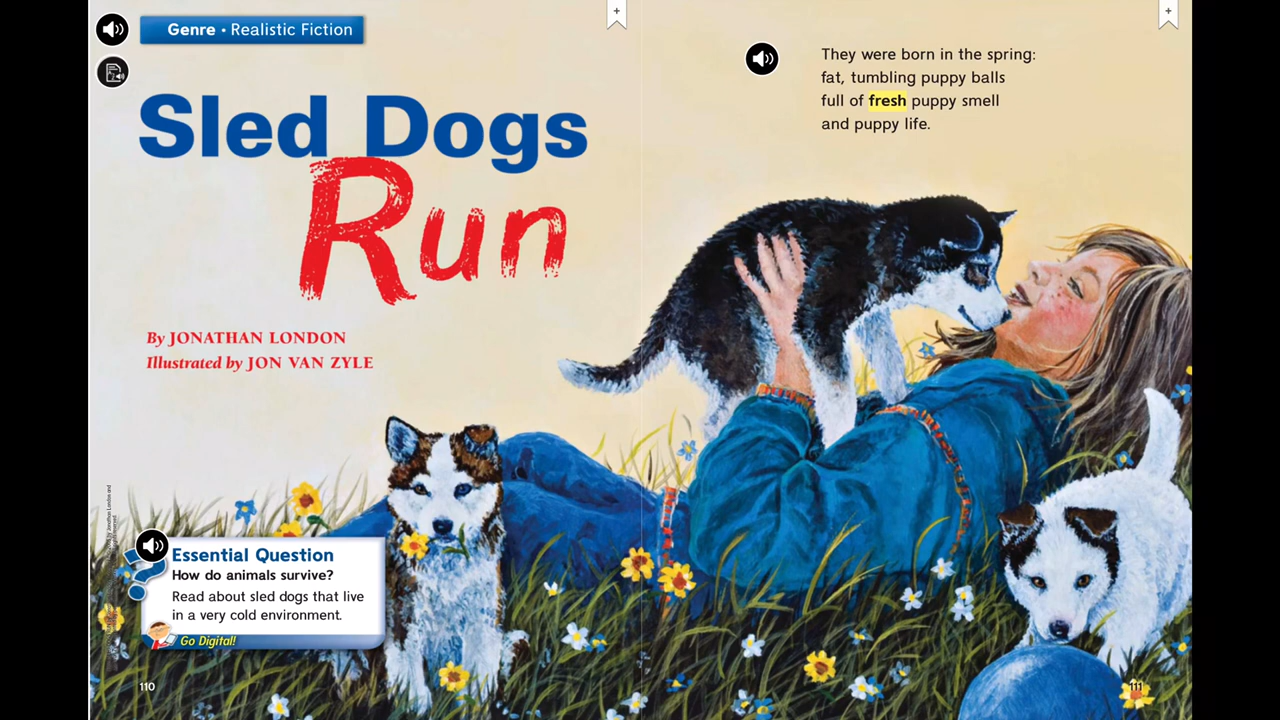 Genre • Realistic Fiction
Sled Dogs
Run
By JONATHAN LONDON
Illustrated by JON VAN ZYLE
Essential Question
How do animals survive?
Read about sled dogs that live
in a very cold environment.
Go Digital!
110
They were born in the spring:
fat, tumbling puppy balls
full of fresh puppy smell
and puppy life.
111